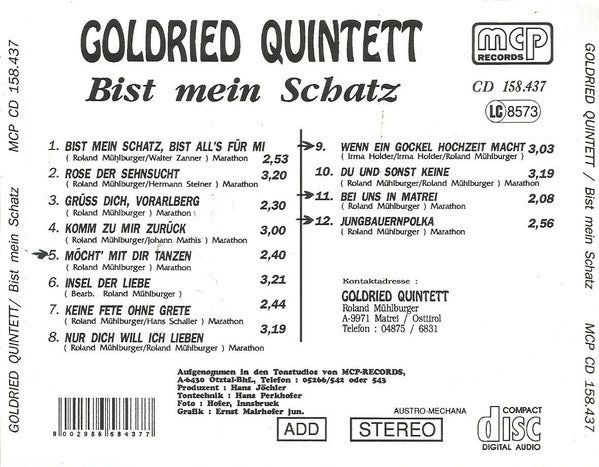 GOLDRIED QUINTETT
Bist mein Schatz
mcp
RECORDS
CD 158.437
LC 8573
1. BIST MEIN SCHATZ, BIST ALL'S FÜR MI
( Roland Mühlburger/Walter Zanner ) Marathon 2,53
2. ROSE DER SEHNSUCHT
( Roland Mühlburger/Hermann Steiner ) Marathon 3,20
3. GRÜSS DICH, VORARLBERG
( Roland Mühlburger ) Marathon 2,30
4. KOMM ZU MIR ZURÜCK
( Roland Mühlburger/Johann Mathis ) Marathon 3,00
5. MÖCHT' MIT DIR TANZEN 2,40
( Roland Mühlburger/Roland Mühlburger ) Marathon
6. INSEL DER LIEBE 3,21
( Bearb. Roland Mühlburger )
7. KEINE FETE OHNE GRETE 2,44
( Roland Mühlburger/Hans Schaller ) Marathon
8. NUR DICH WILL ICH LIEBEN 3,19
( Roland Mühlburger/Roland Mühlburger ) Marathon
9. WENN EIN GOCKEL HOCHZEIT MACHT 3,03
( Irma Holder/Irma Holder/Roland Mühlburger )
10. DU UND SONST KEINE 3,19
( Roland Mühlburger/Roland Mühlburger ) Marathon
11. BEI UNS IN MATREI 2,08
( Roland Mühlburger ) Marathon
12. JUNGBAUERNPOLKA 2,56
( Roland Mühlburger ) Marathon
Kontaktadresse :
GOLDRIED QUINTETT
Roland Mühlburger
A-9971 Matrei / Osttirol
Telefon : 04875 / 6831
Aufgenommen in den Tonstudios von MCP-RECORDS,
A-6430 Ötztal-Bhf., Telefon : 05266/542 oder 543
Produzent : Hans Jöchler
Tontechnik : Hans Perkhofer
Foto : Hofer, Innsbruck
Grafik : Ernst Mairhofer jun.
9 002986 584377
ADD
AUSTRO-MECHANA
STEREO
COMPACT
disc
DIGITAL AUDIO
GOLDRIED QUINTETT/ Bist mein Schatz MCP CD 158.437
GOLDRIED QUINTETT / Bist mein Schatz MCP CD 158.437